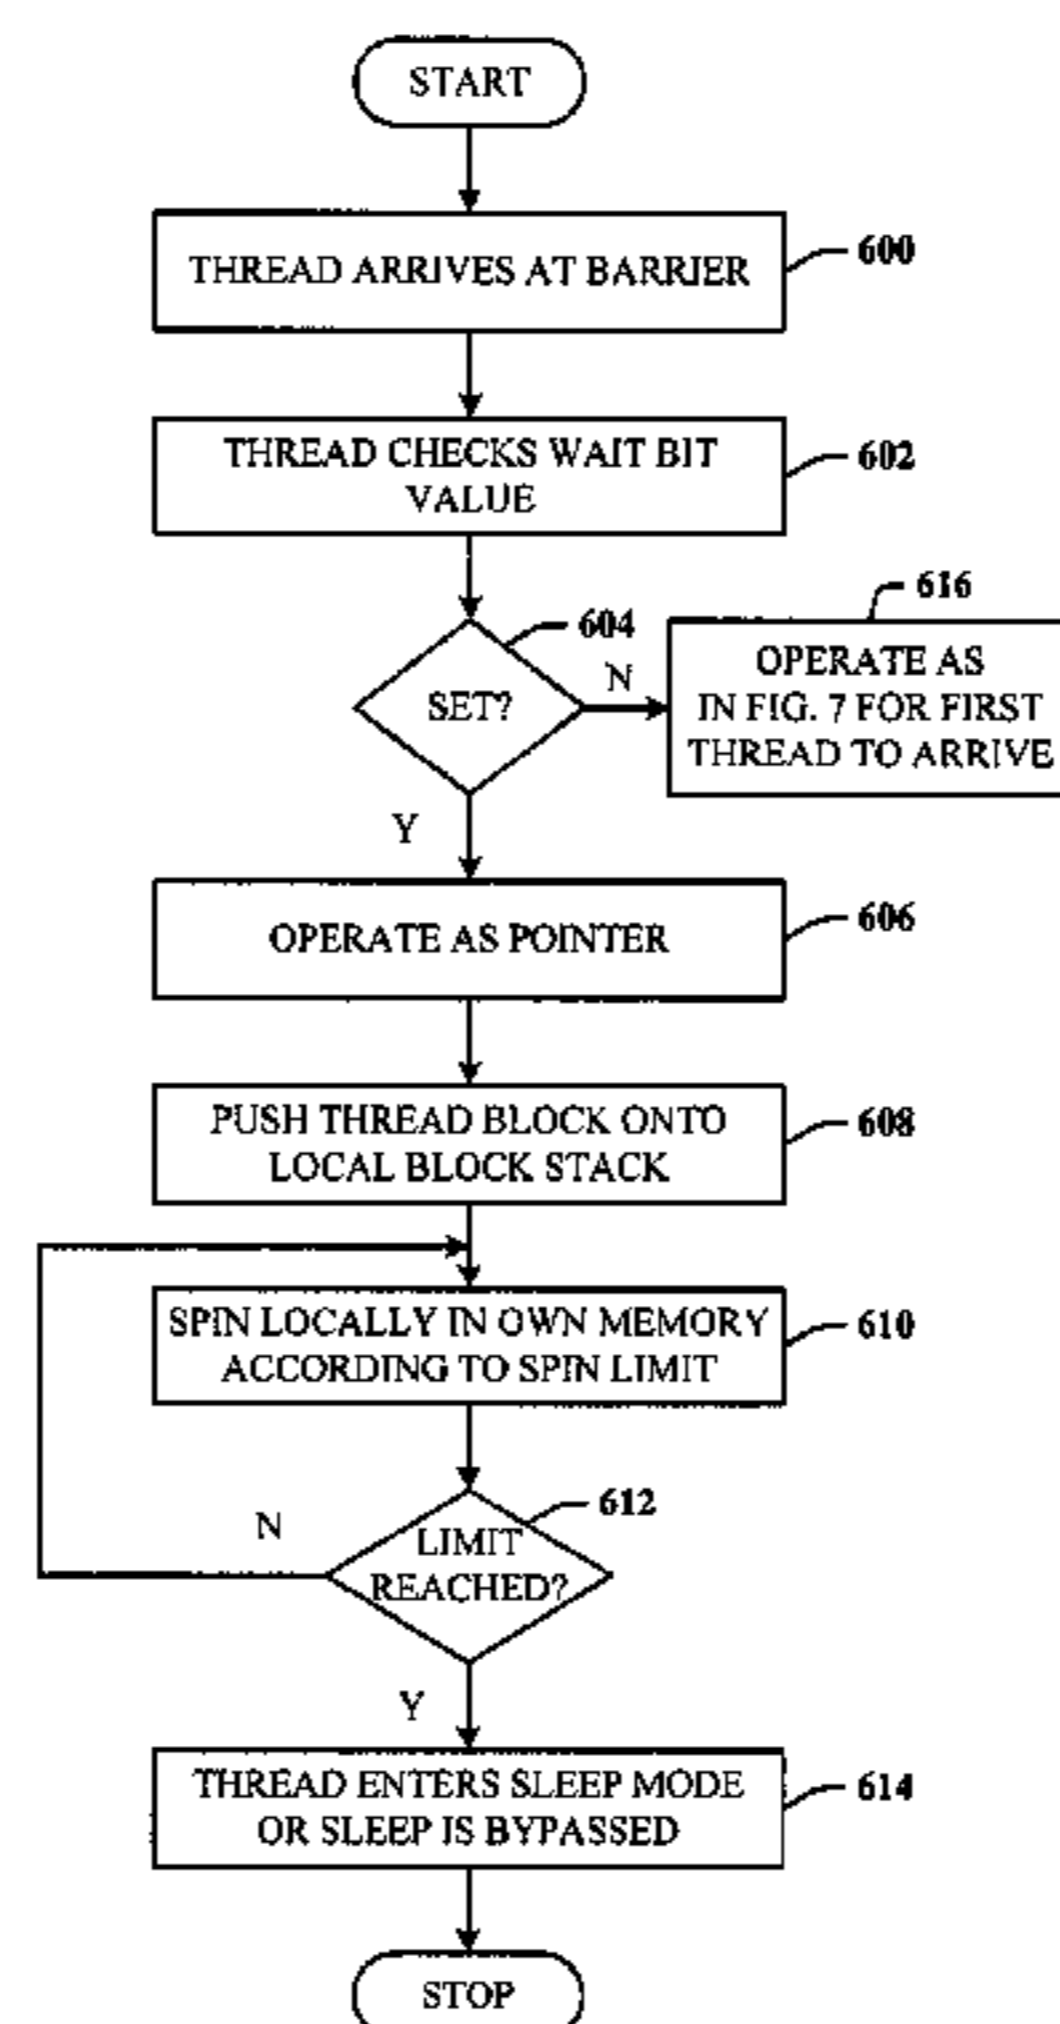 START
THREAD ARRIVES AT BARRIER
600
THREAD CHECKS WAIT BIT
VALUE
602
604
SET?
N
616
OPERATE AS
IN FIG. 7 FOR FIRST
THREAD TO ARRIVE
Y
OPERATE AS POINTER
606
PUSH THREAD BLOCK ONTO
LOCAL BLOCK STACK
608
SPIN LOCALLY IN OWN MEMORY
ACCORDING TO SPIN LIMIT
610
612
LIMIT
REACHED?
N
Y
THREAD ENTERS SLEEP MODE
OR SLEEP IS BYPASSED
614
STOP